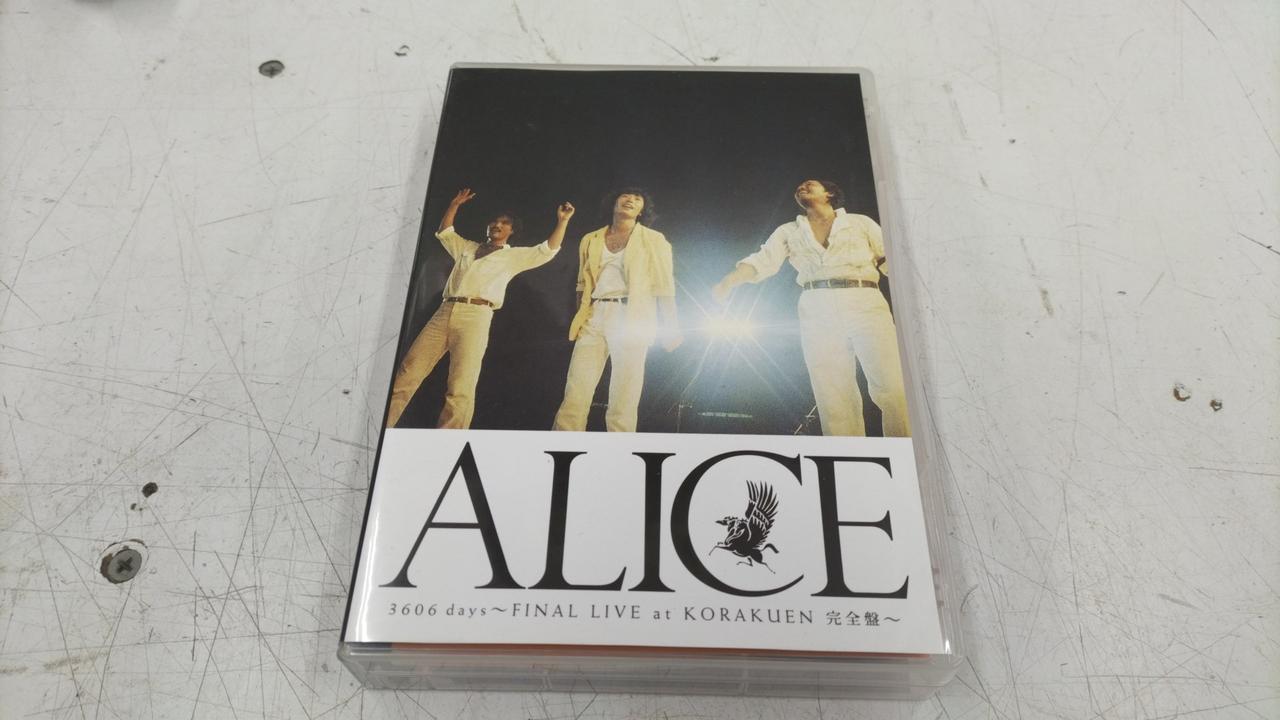 ALICE
3606 days～FINAL LIVE at KORAKUEN 完全盤～